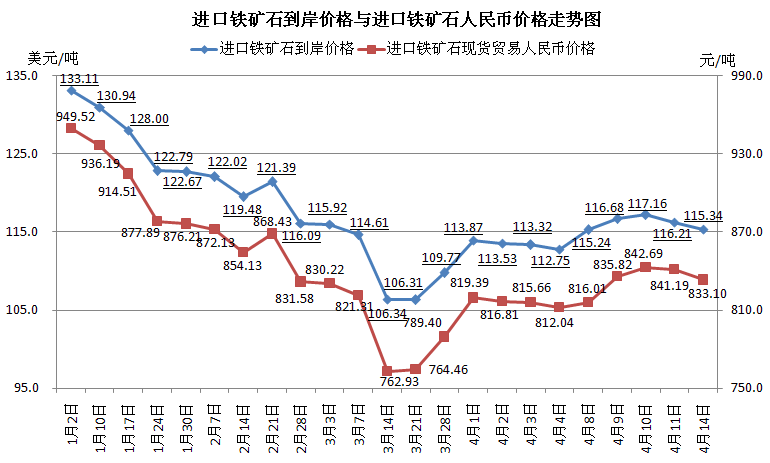 进口铁矿石到岸价格与进口铁矿石人民币价格走势图
进口铁矿石到岸价格 进口铁矿石现货贸易人民币价格
美元/吨 元/吨
135.0 990.0
133.11
130.94
128.00
122.79
122.67
122.02
119.48
121.39
116.09
115.92
114.61
106.34
106.31
109.77
113.87
113.53
113.32
112.75
115.24
116.68
117.16
116.21
115.34
949.52
936.19
914.51
877.89
876.21
872.13
854.13
868.43
831.58
830.22
821.31
762.93
789.40
764.46
819.39
816.81
815.66
812.04
816.01
835.82
842.69
841.19
833.10
125.0 930.0
115.0 870.0
105.0 810.0
95.0 750.0
1月2日
1月10日
1月17日
1月24日
1月30日
2月7日
2月14日
2月21日
2月28日
3月3日
3月7日
3月14日
3月21日
3月28日
4月1日
4月2日
4月3日
4月4日
4月8日
4月9日
4月10日
4月11日
4月14日